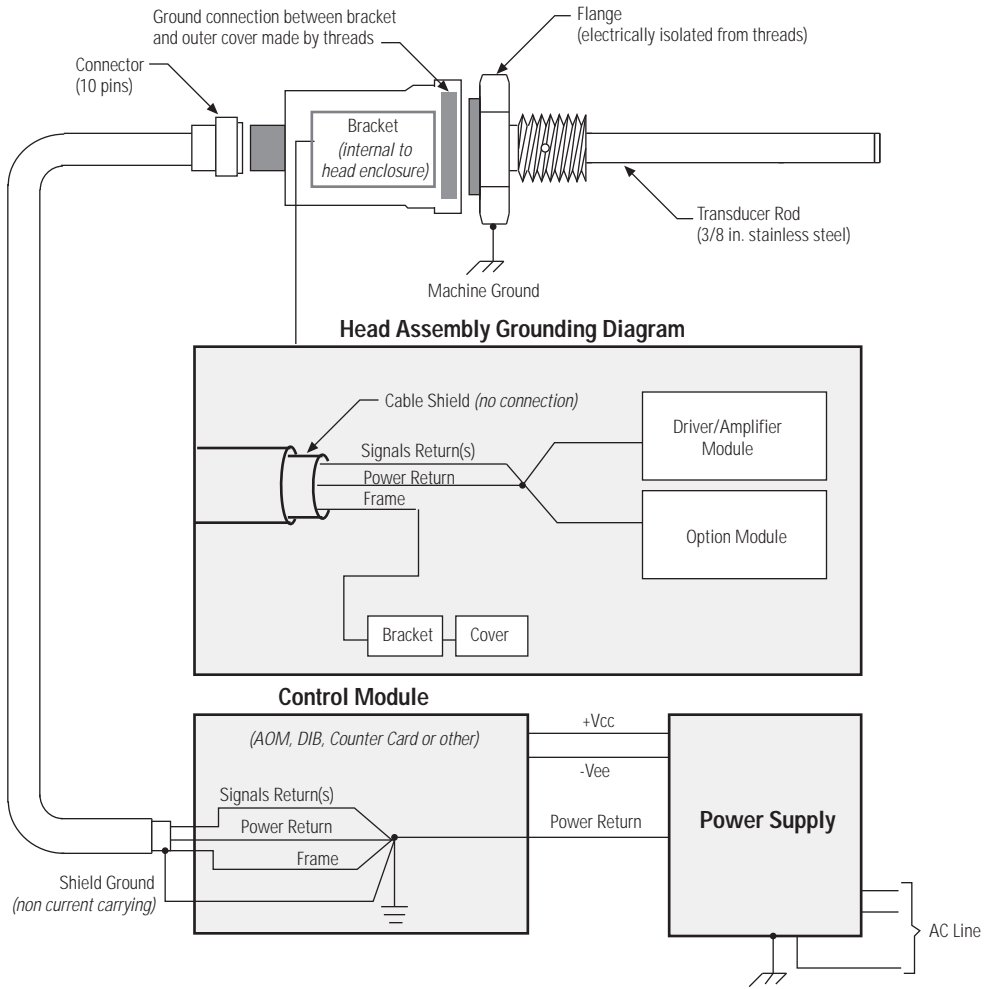 Ground connection between bracket
and outer cover made by threads
Flange
(electrically isolated from threads)
Connector
(10 pins)
Bracket
(internal to
head enclosure)
Transducer Rod
(3/8 in. stainless steel)
Machine Ground
Head Assembly Grounding Diagram
Cable Shield (no connection)
Signals Return(s)
Power Return
Frame
Driver/Amplifier
Module
Option Module
Bracket
Cover
Control Module
(AOM, DIB, Counter Card or other)
+Vcc
-Vee
Signals Return(s)
Power Return
Frame
Power Return
Power Supply
Shield Ground
(non current carrying)
AC Line